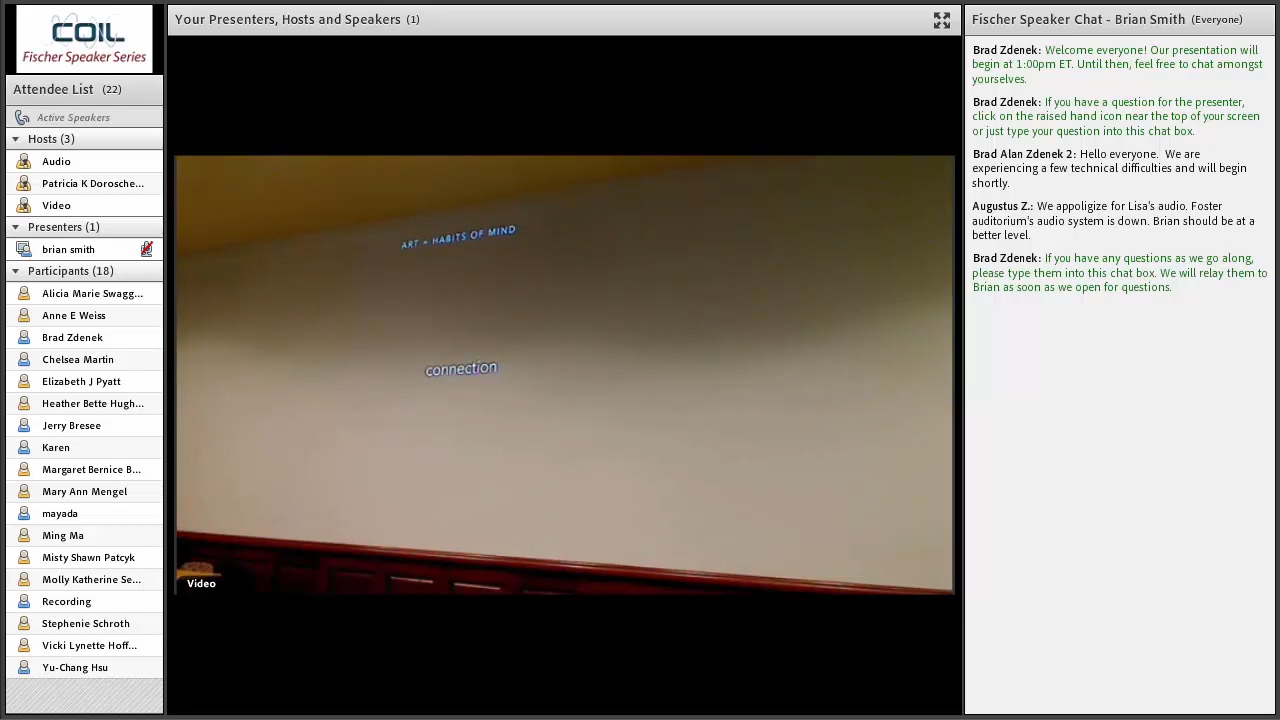 COIL
Fischer Speaker Series
Attendee List (22)
Active Speakers
Hosts (3)
Audio
Patricia K Dorosche...
Video
Presenters (1)
brian smith
Participants (18)
Alicia Marie Swagg...
Anne E Weiss
Brad Zdenek
Chelsea Martin
Elizabeth J Pyatt
Heather Bette Hugh...
Jerry Bresee
Karen
Margaret Bernice B...
Mary Ann Mengel
mayada
Ming Ma
Misty Shawn Patcyk
Molly Katherine Se...
Recording
Stephenie Schroth
Vicki Lynette Hoff...
Yu-Chang Hsu
Your Presenters, Hosts and Speakers (1)
ART = HABITS OF MIND
connection
Video
Fischer Speaker Chat - Brian Smith (Everyone)
Brad Zdenek: Welcome everyone! Our presentation will
begin at 1:00pm ET. Until then, feel free to chat amongst
yourselves.
Brad Zdenek: If you have a question for the presenter,
click on the raised hand icon near the top of your screen
or just type your question into this chat box.
Brad Alan Zdenek 2: Hello everyone. We are
experiencing a few technical difficulties and will begin
shortly.
Augustus Z.: We appoligize for Lisa's audio. Foster
auditorium's audio system is down. Brian should be at a
better level.
Brad Zdenek: If you have any questions as we go along,
please type them into this chat box. We will relay them to
Brian as soon as we open for questions.